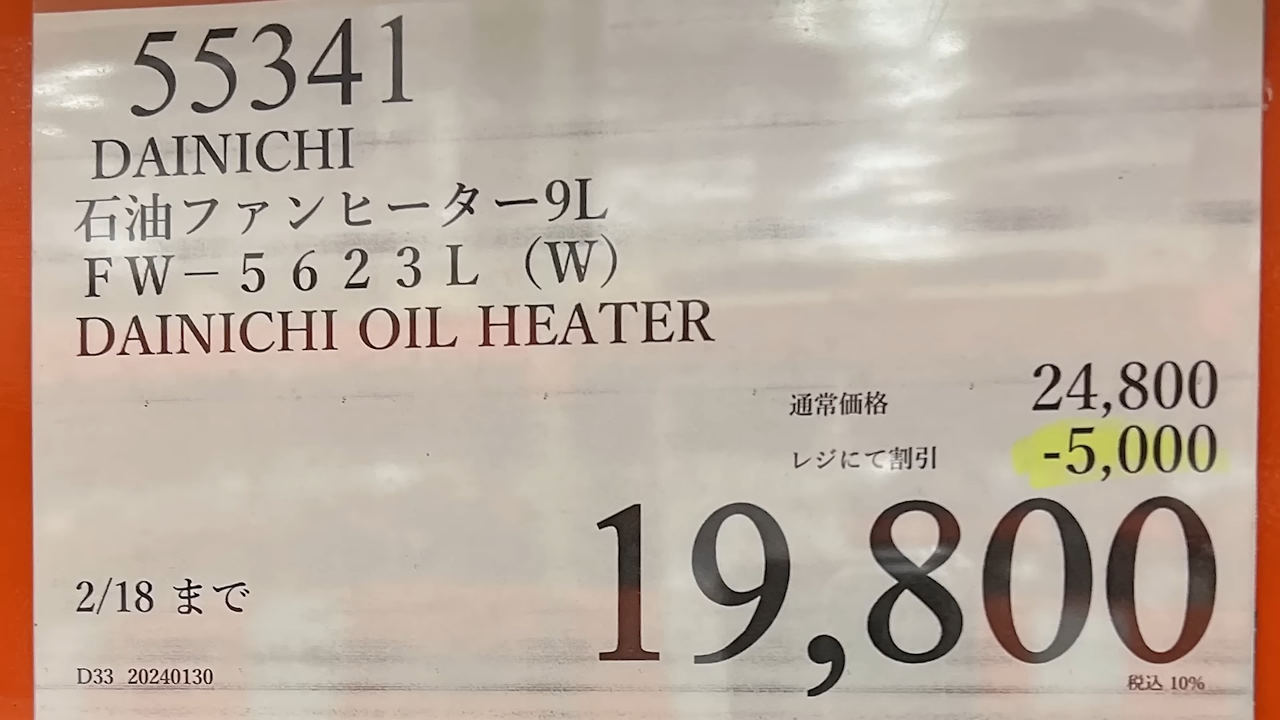 55341
DAINICHI
石油ファンヒーター9L
ＦＷ－５６２３Ｌ（W）
DAINICHI OIL HEATER
通常価格 24,800
レジにて割引 -5,000
19,800
2/18 まで
D33 20240130
税込 10%